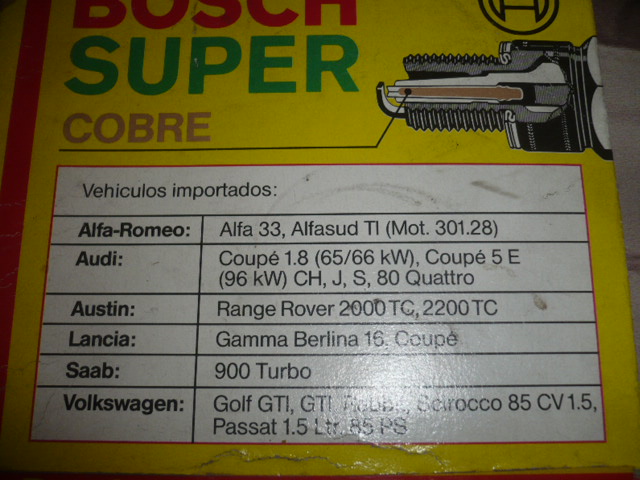 BOSCH
SUPER
COBRE
Vehiculos importados:
Alfa-Romeo: Alfa 33, Alfasud TI (Mot. 301.28)
Audi: Coupé 1.8 (65/66 kW), Coupé 5 E
(96 kW) CH, J, S, 80 Quattro
Austin: Range Rover 2000 TC, 2200 TC
Lancia: Gamma Berlina 16, Coupé
Saab: 900 Turbo
Volkswagen: Golf GTI, GTI Scirocco 85 CV 1.5,
Passat 1.5 Ltr. 85 PS